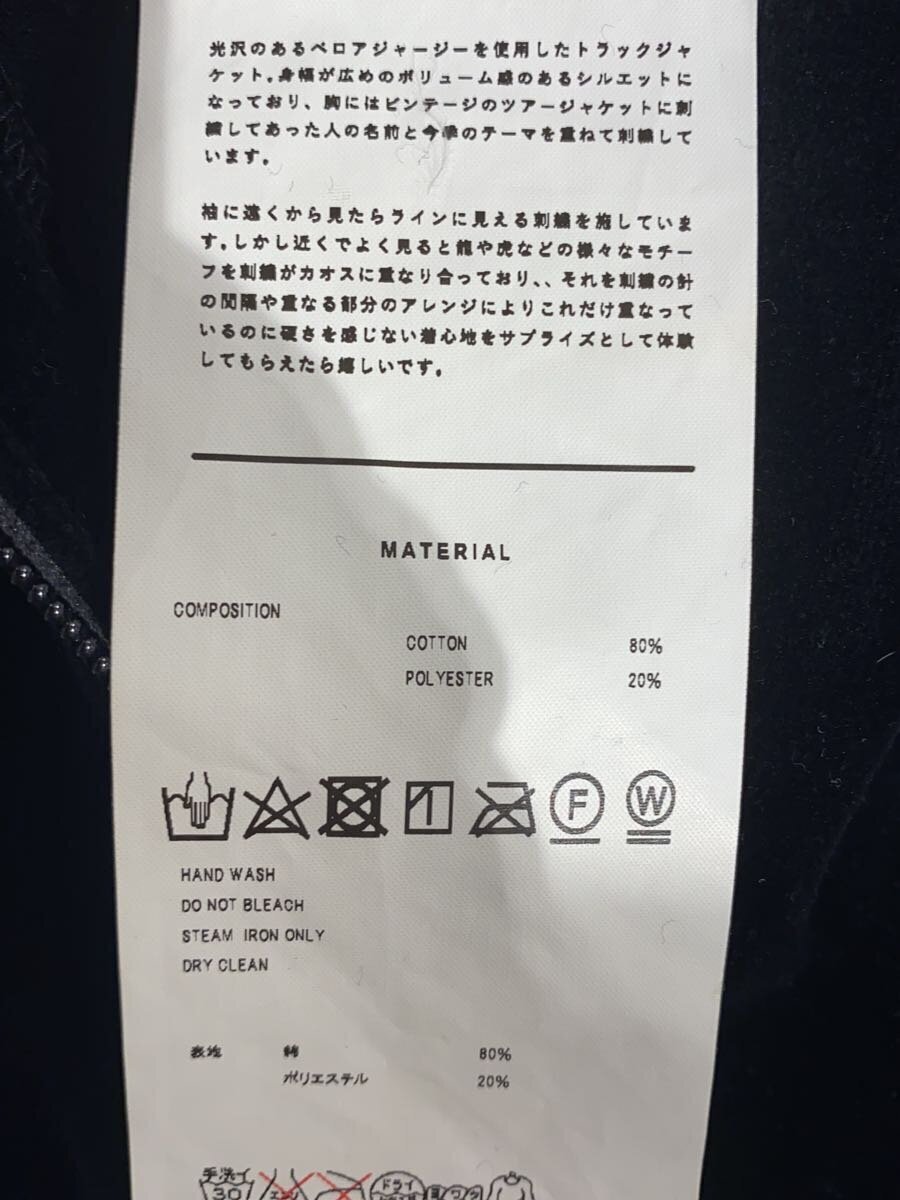 光沢のあるベロアジャージーを使用したトラックジャ
ケット。身幅が広めのボリューム感のあるシルエットに
なっており、胸にはビンテージのツアージャケットに刺
繍してあった人の名前と今季のテーマを重ねて刺繍して
います。
袖に遠くから見たらラインに見える刺繍を施していま
す。しかし近くでよく見ると龍や虎などの様々なモチー
フを刺繍がカオスに重なり合っており、、それを刺繍の針
の間隔や重なる部分のアレンジによりこれだけ重なって
いるのに硬さを感じない着心地をサプライズとして体験
してもらえたら嬉しいです。
MATERIAL
COMPOSITION
COTTON 80%
POLYESTER 20%
F W
HAND WASH
DO NOT BLEACH
STEAM IRON ONLY
DRY CLEAN
表地 綿 80%
ポリエステル 20%
手洗イ
30 ドライ